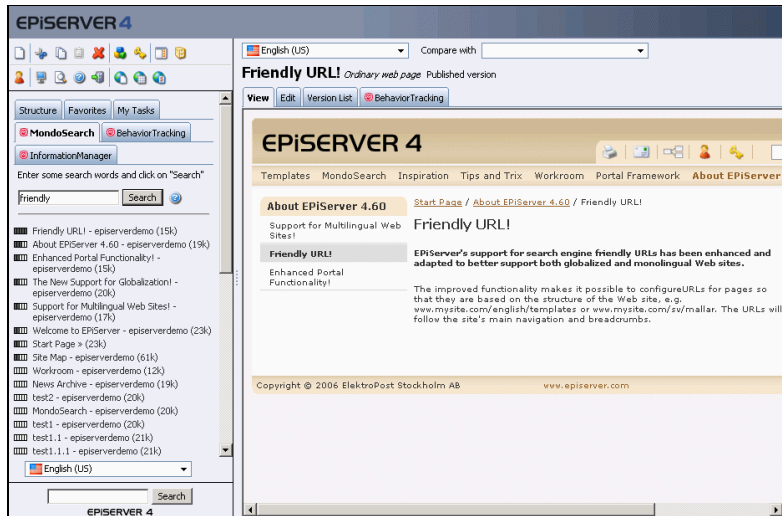 EPiSERVER 4
Structure
Favorites
My Tasks
MondoSearch
BehaviorTracking
InformationManager
Enter some search words and click on "Search"
friendly
Search
Friendly URL! - episerverdemo (15k)
About EPiServer 4.60 - episerverdemo (19k)
Enhanced Portal Functionality! -
episerverdemo (15k)
The New Support for Globalization! -
episerverdemo (20k)
Support for Multilingual Web Sites! -
episerverdemo (17k)
Welcome to EPiServer - episerverdemo (23k)
Start Page » (23k)
Site Map - episerverdemo (61k)
Workroom - episerverdemo (12k)
News Archive - episerverdemo (19k)
test2 - episerverdemo (20k)
MondoSearch - episerverdemo (20k)
test1 - episerverdemo (20k)
test1.1 - episerverdemo (21k)
test1.1.1 - episerverdemo (21k)
English (US)
Search
EPiSERVER 4
English (US)
Compare with
Friendly URL! Ordinary web page Published version
View
Edit
Version List
BehaviorTracking
EPiSERVER 4
Templates MondoSearch Inspiration Tips and Trix Workroom Portal Framework About EPiServer
About EPiServer 4.60
Support for Multilingual Web
Sites!
Friendly URL!
Enhanced Portal
Functionality!
Start Page / About EPiServer 4.60 / Friendly URL!
Friendly URL!
EPiServer's support for search engine friendly URLs has been enhanced and
adapted to better support both globalized and monolingual Web sites.
The improved functionality makes it possible to configureURLs for pages so
that they are based on the structure of the Web site, e.g.
www.mysite.com/english/templates or www.mysite.com/sv/mallar. The URLs will
follow the site's main navigation and breadcrumbs.
Copyright © 2006 ElektroPost Stockholm AB
www.episerver.com